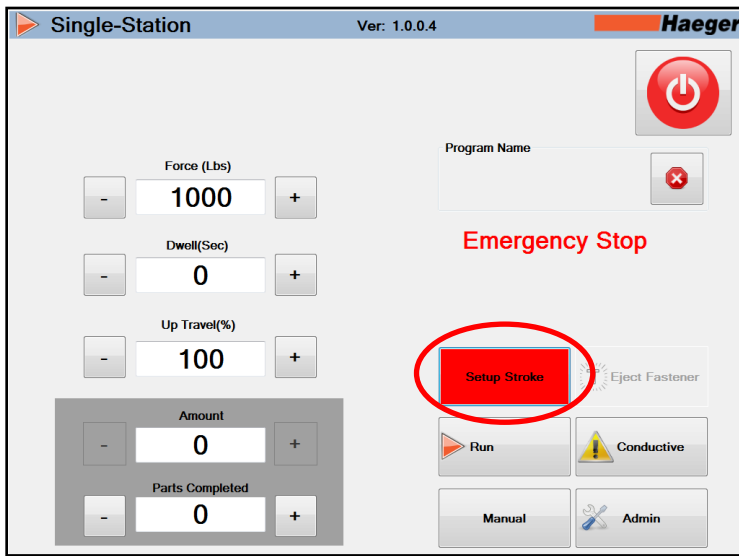 Single-Station
Ver: 1.0.0.4
Haeger
Program Name
Force (Lbs)
- 1000 +
Emergency Stop
Dwell(Sec)
- 0 +
Up Travel(%)
- 100 +
Setup Stroke
Eject Fastener
Amount
- 0 +
Run
Conductive
Parts Completed
- 0 +
Manual
Admin